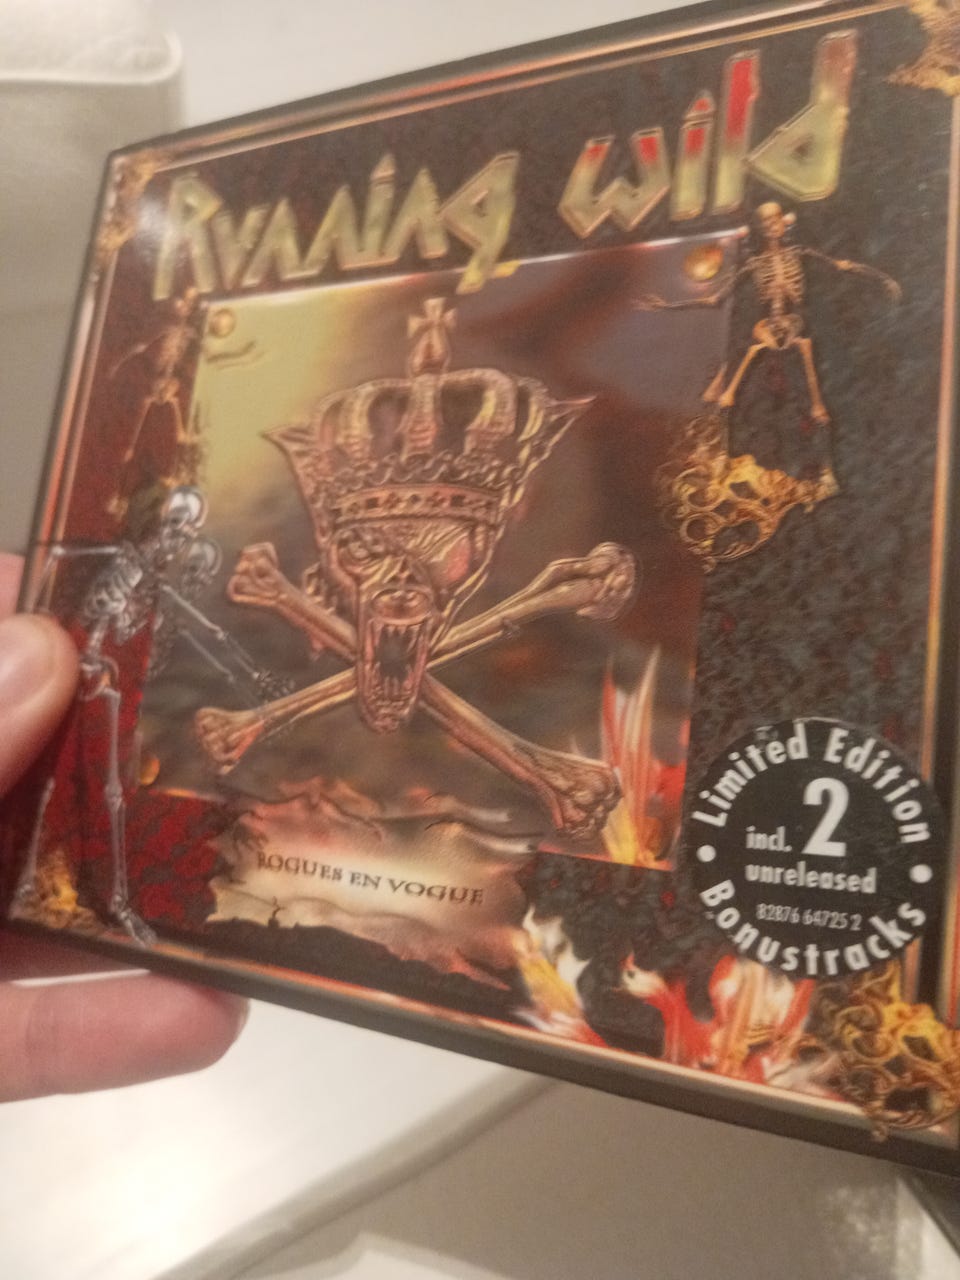 Running Wild
ROGUES EN VOGUE
Limited Edition
incl. 2
unreleased
82876 64725 2
Bonustracks